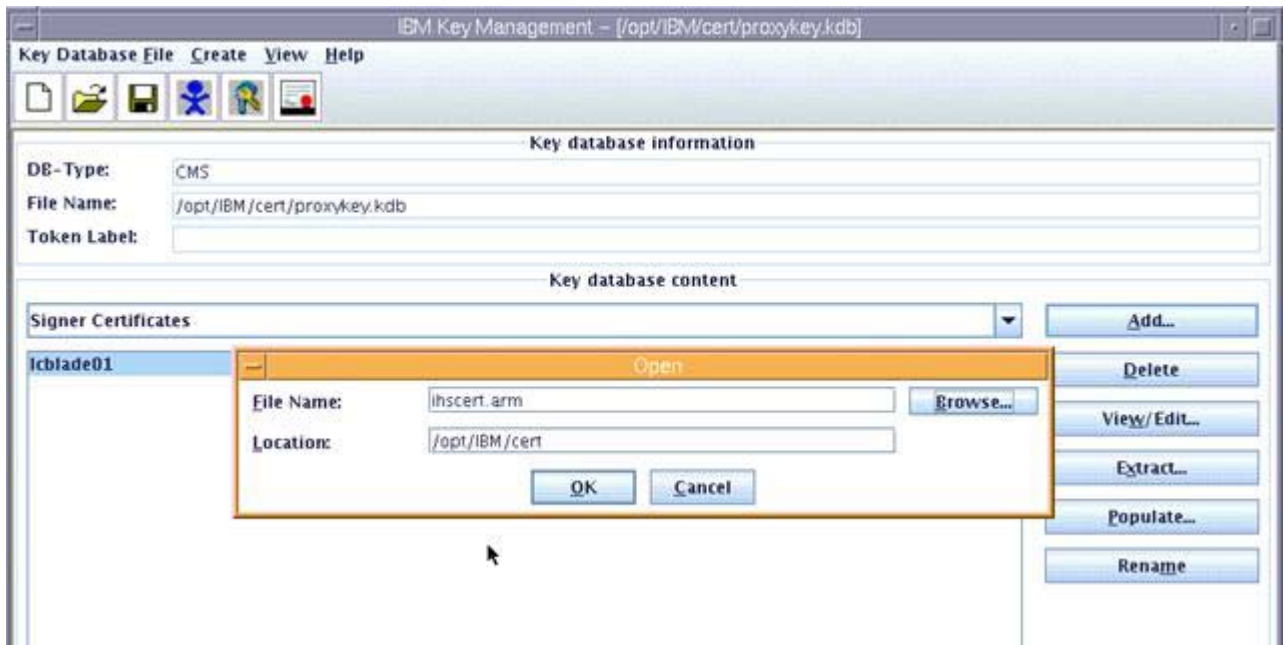 IBM Key Management – [/opt/IBM/cert/proxykey.kdb]
Key Database File Create View Help
Key database information
DB-Type: CMS
File Name: /opt/IBM/cert/proxykey.kdb
Token Label:
Key database content
Signer Certificates
Add...
lcblade01
Open
Delete
File Name: ihscert.arm Browse...
View/Edit...
Location: /opt/IBM/cert
Extract...
OK Cancel
Populate...
Rename